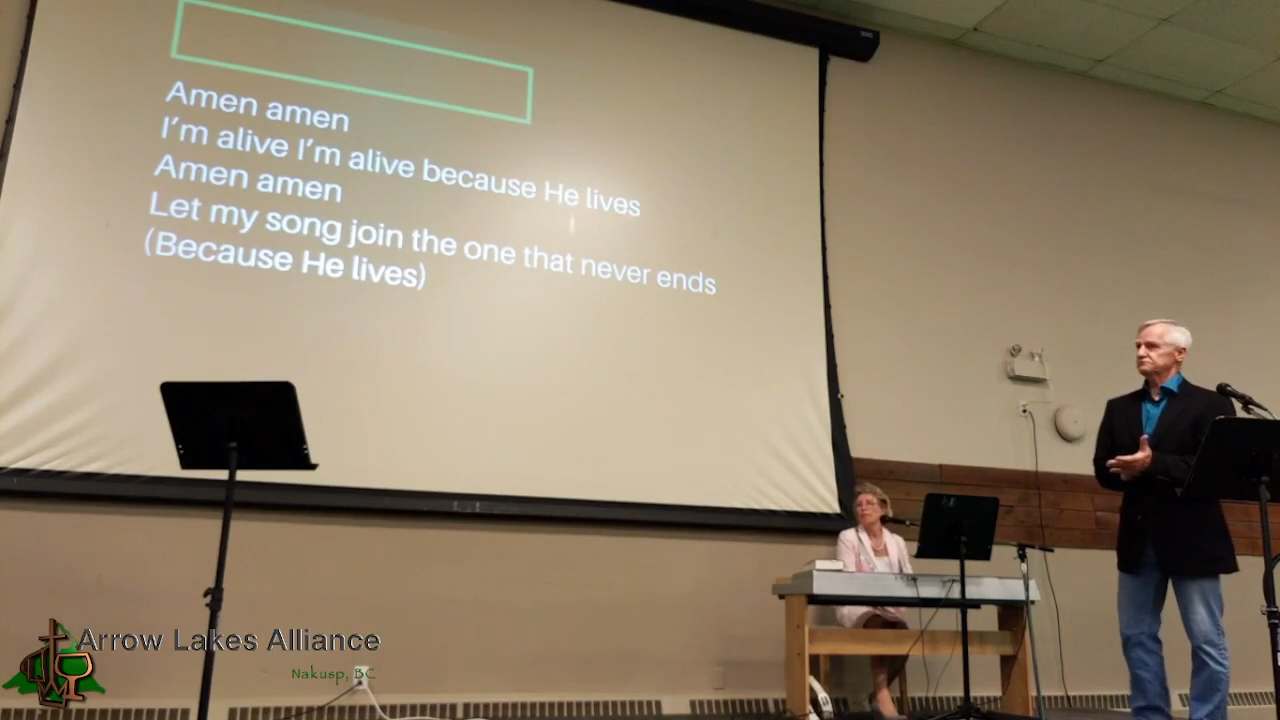 Amen amen
I'm alive I'm alive because He lives
Amen amen
Let my song join the one that never ends
(Because He lives)
Arrow Lakes Alliance
Nakusp, BC